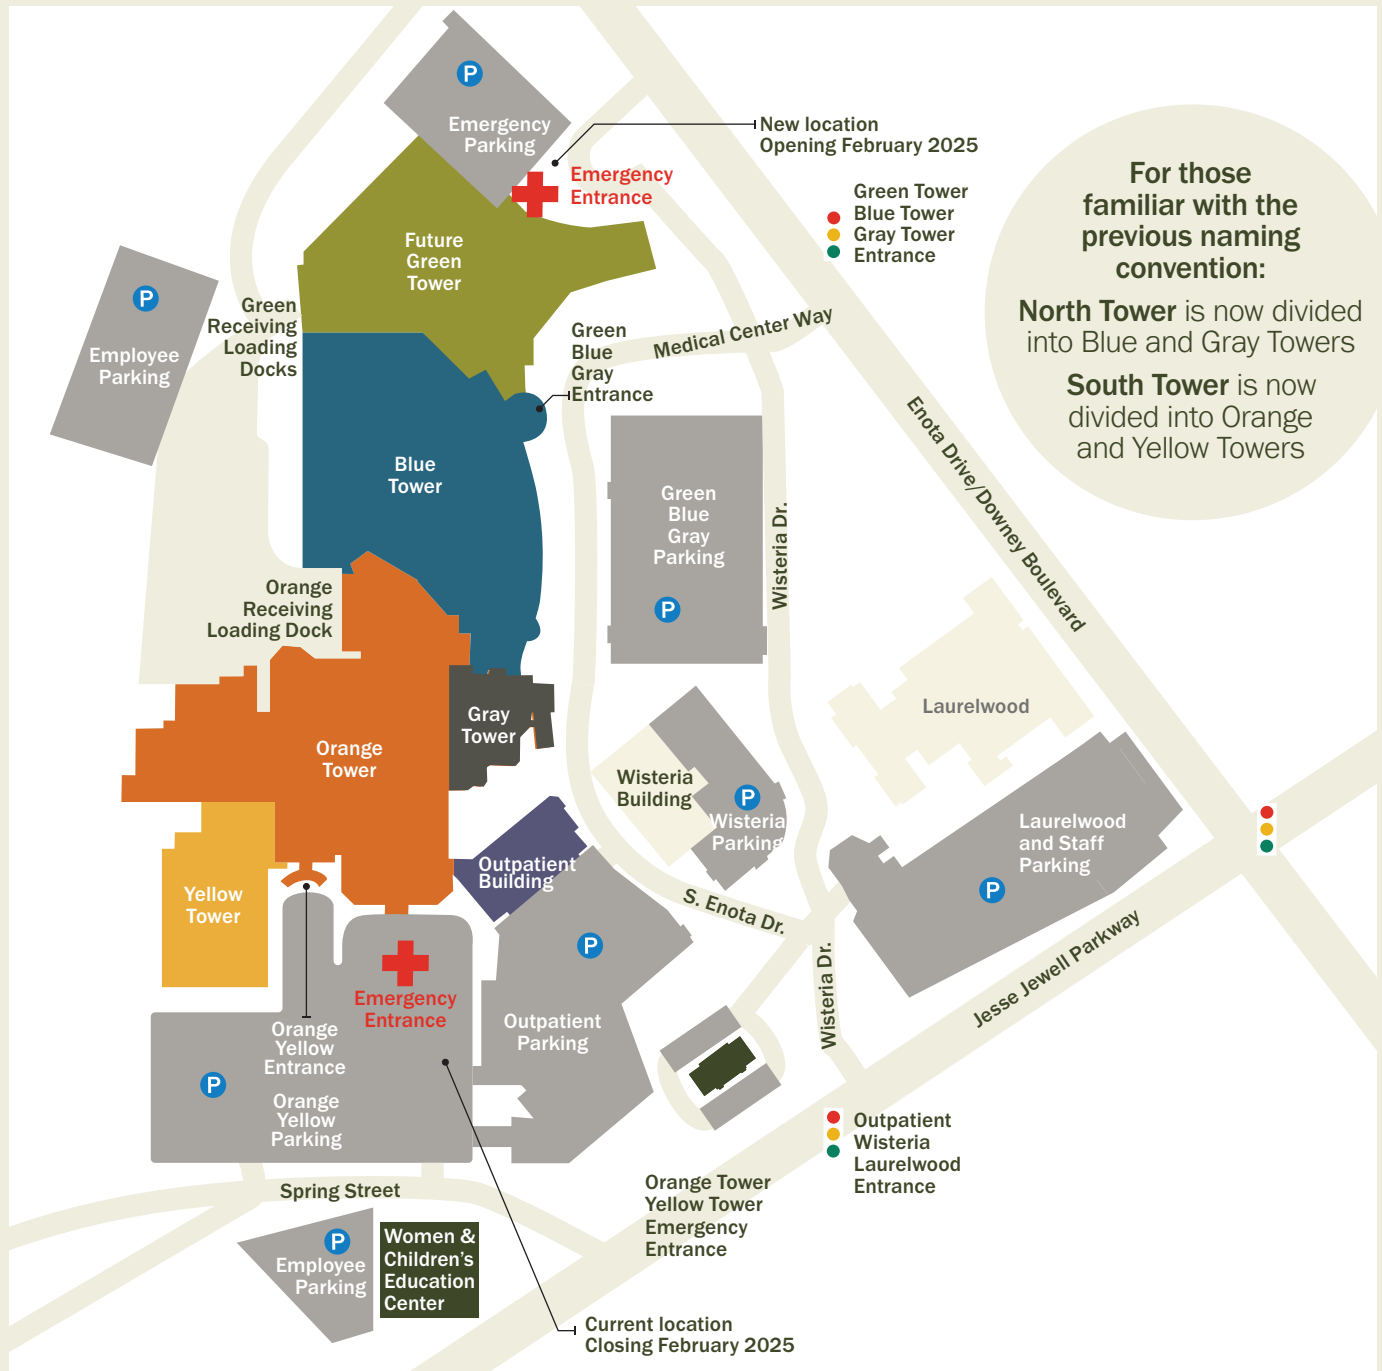 P
Emergency
Parking
New location
Opening February 2025
Emergency
Entrance
Green Tower
Blue Tower
Gray Tower
Entrance
For those
familiar with the
previous naming
convention:
North Tower is now divided
into Blue and Gray Towers
South Tower is now
divided into Orange
and Yellow Towers
Future
Green
Tower
P
Employee
Parking
Green
Receiving
Loading
Docks
Green
Blue
Gray
Entrance
Medical Center Way
Enota Drive/Downey Boulevard
Blue
Tower
Green
Blue
Gray
Parking
P
Wisteria Dr.
Orange
Receiving
Loading Dock
Gray
Tower
Orange
Tower
Laurelwood
Wisteria
Building
P
Wisteria
Parking
Laurelwood
and Staff
Parking
P
Outpatient
Building
Yellow
Tower
S. Enota Dr.
P
Wisteria Dr.
Jesse Jewell Parkway
Emergency
Entrance
Outpatient
Parking
Orange
Yellow
Entrance
P
Orange
Yellow
Parking
Outpatient
Wisteria
Laurelwood
Entrance
Spring Street
Orange Tower
Yellow Tower
Emergency
Entrance
P
Employee
Parking
Women &
Children's
Education
Center
Current location
Closing February 2025